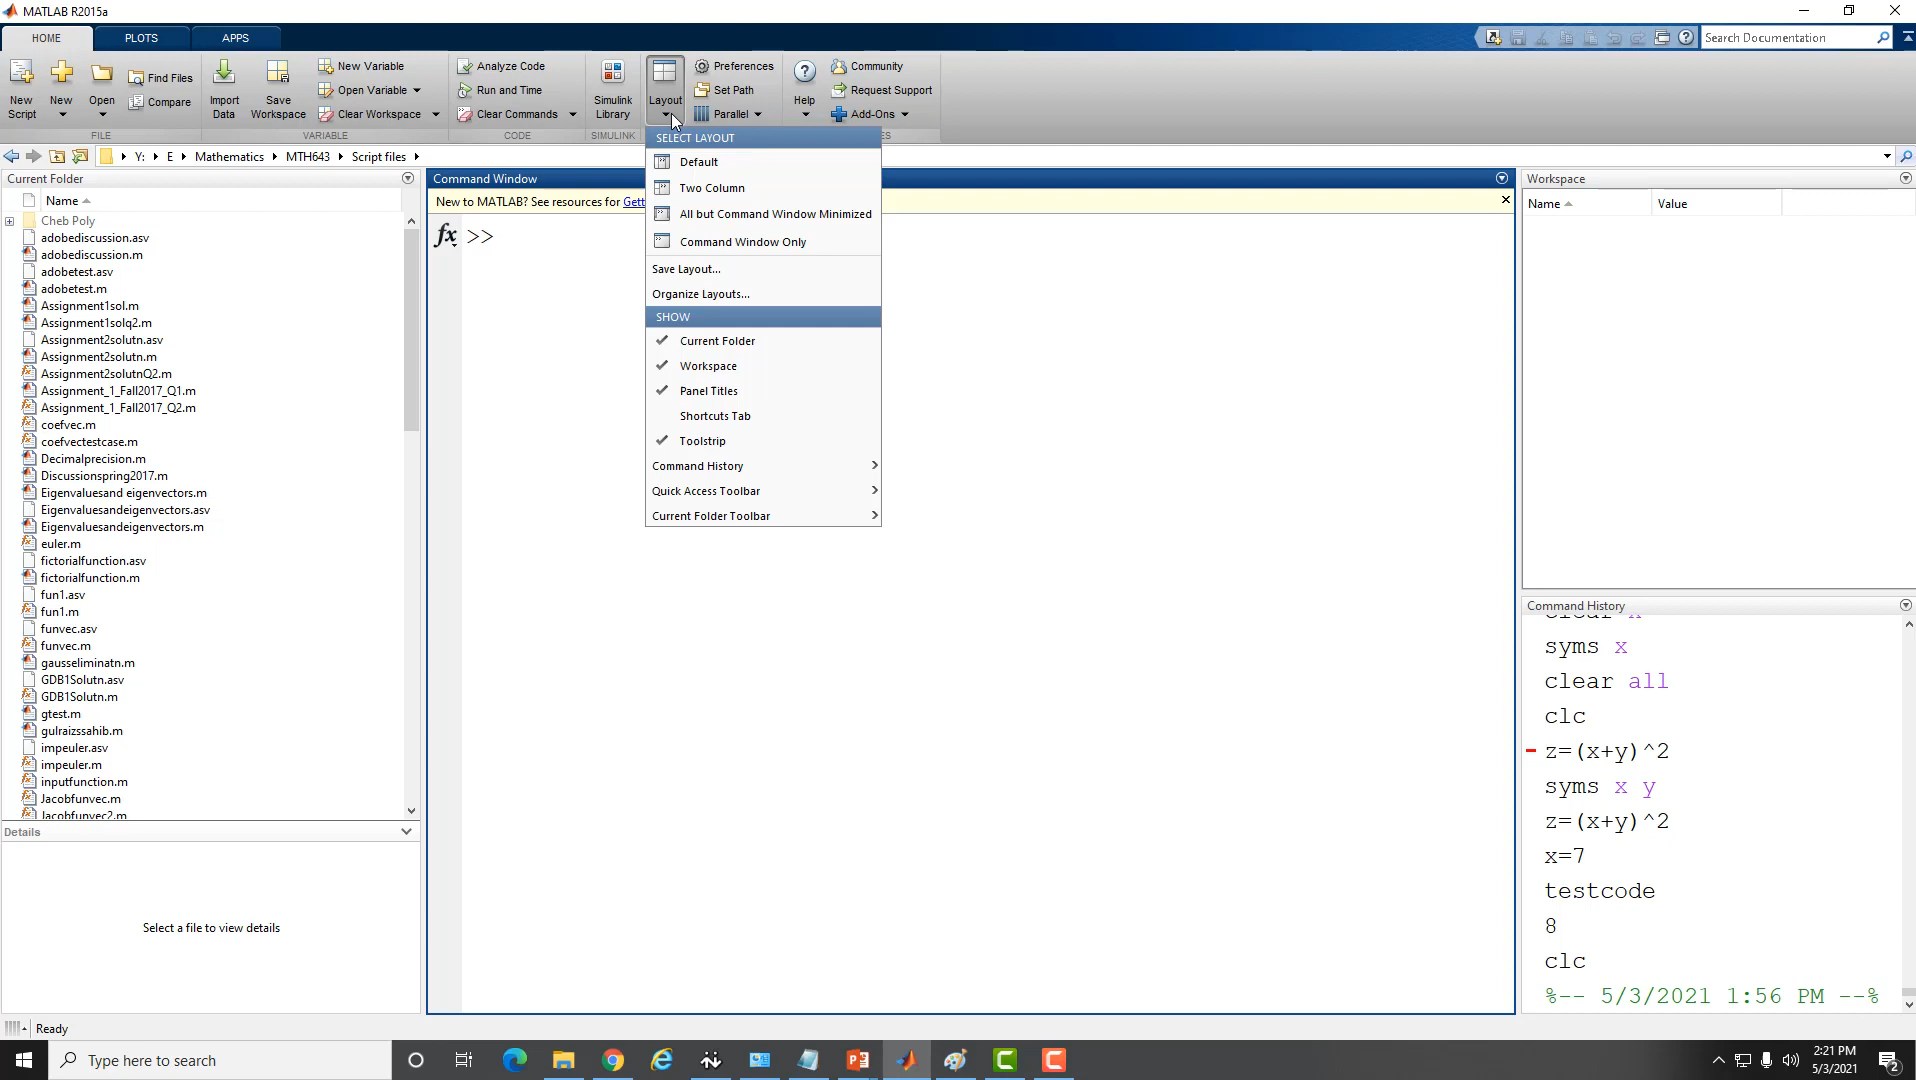 MATLAB R2015a
HOME PLOTS APPS
Search Documentation
New Script
New
Open
Find Files
Compare
Import Data
Save Workspace
New Variable
Open Variable
Clear Workspace
Analyze Code
Run and Time
Clear Commands
Simulink Library
Layout
Preferences
Set Path
Parallel
Help
Community
Request Support
Add-Ons
FILE VARIABLE CODE SIMULINK ES
Y: E Mathematics MTH643 Script files
Current Folder
Name
Cheb Poly
adobediscussion.asv
adobediscussion.m
adobetest.asv
adobetest.m
Assignment1sol.m
Assignment1solq2.m
Assignment2solutn.asv
Assignment2solutn.m
Assignment2solutnQ2.m
Assignment_1_Fall2017_Q1.m
Assignment_1_Fall2017_Q2.m
coefvec.m
coefvectestcase.m
Decimalprecision.m
Discussionspring2017.m
Eigenvaluesand eigenvectors.m
Eigenvaluesandeigenvectors.asv
Eigenvaluesandeigenvectors.m
euler.m
fictorialfunction.asv
fictorialfunction.m
fun1.asv
fun1.m
funvec.asv
funvec.m
gausseliminatn.m
GDB1Solutn.asv
GDB1Solutn.m
gtest.m
gulraizssahib.m
impeuler.asv
impeuler.m
inputfunction.m
Jacobfunvec.m
Jacobfunvec2.m
Details
Select a file to view details
Command Window
New to MATLAB? See resources for Gett
fx >>
SELECT LAYOUT
Default
Two Column
All but Command Window Minimized
Command Window Only
Save Layout...
Organize Layouts...
SHOW
Current Folder
Workspace
Panel Titles
Shortcuts Tab
Toolstrip
Command History
Quick Access Toolbar
Current Folder Toolbar
Workspace
Name Value
Command History
clear x
syms x
clear all
clc
z=(x+y)^2
syms x y
z=(x+y)^2
x=7
testcode
8
clc
%-- 5/3/2021 1:56 PM --%
Ready
Type here to search
2:21 PM
5/3/2021
2